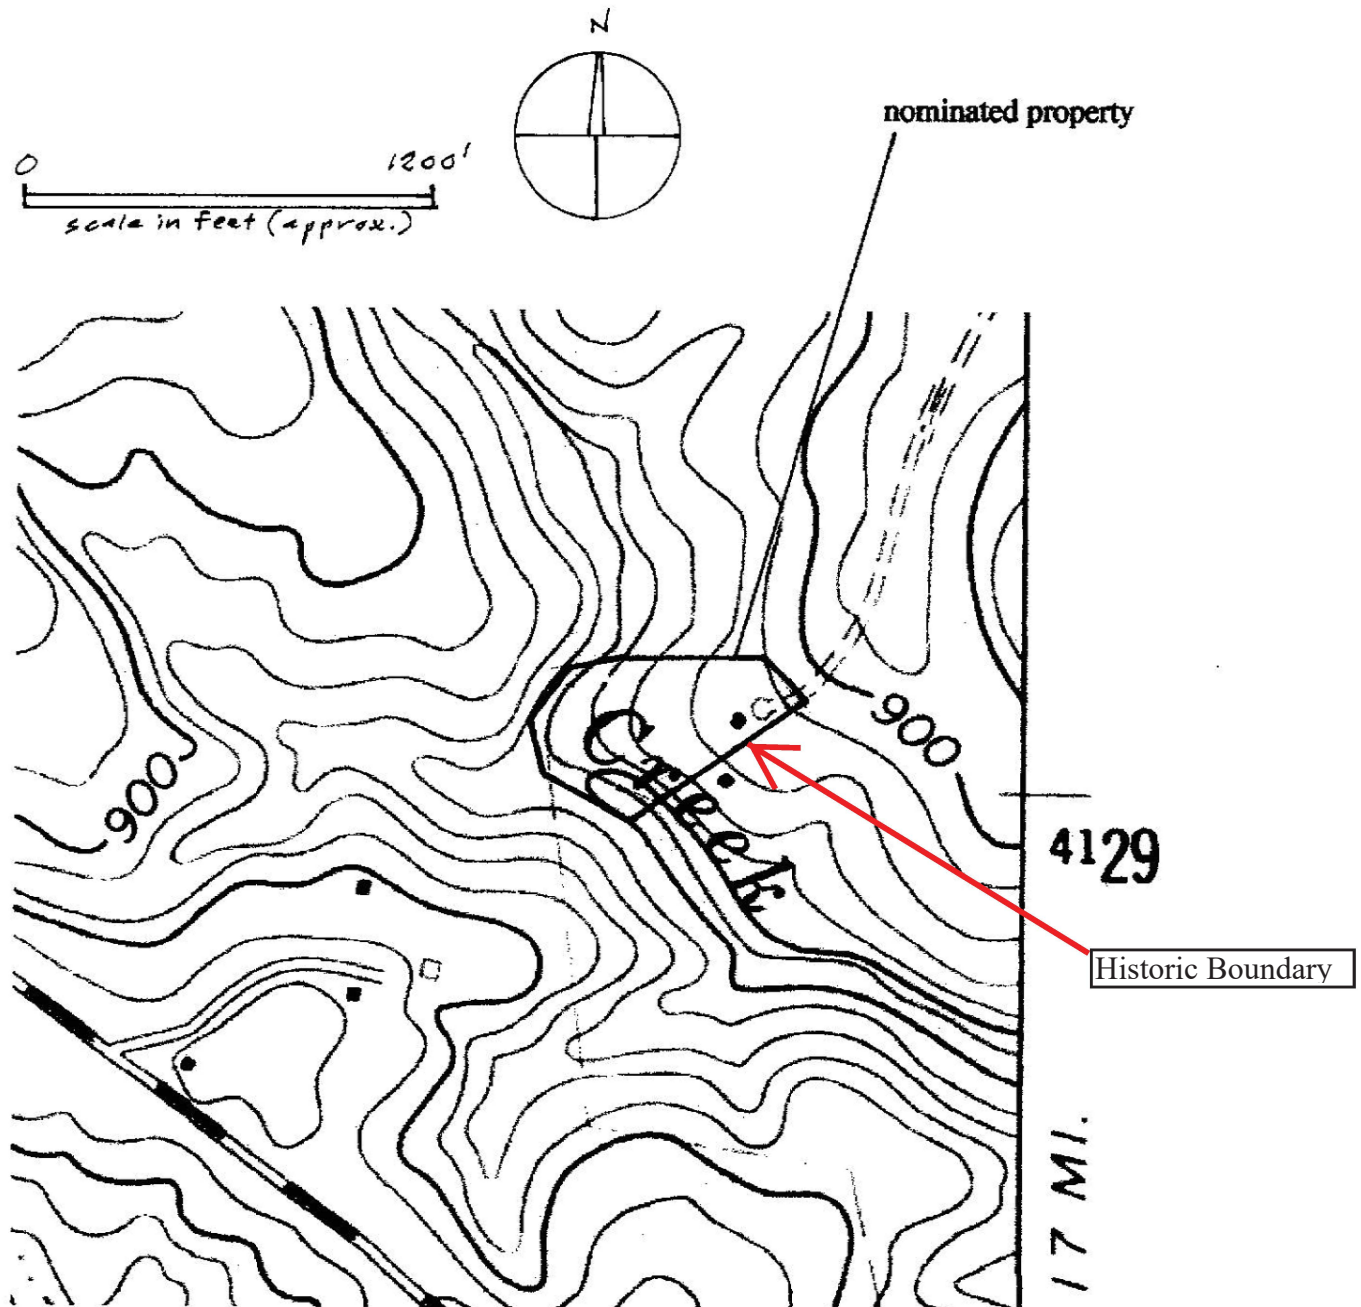 N
nominated property
0 1200'
scale in feet (approx.)
900
900
Creek
4129
Historic Boundary
17 MI.